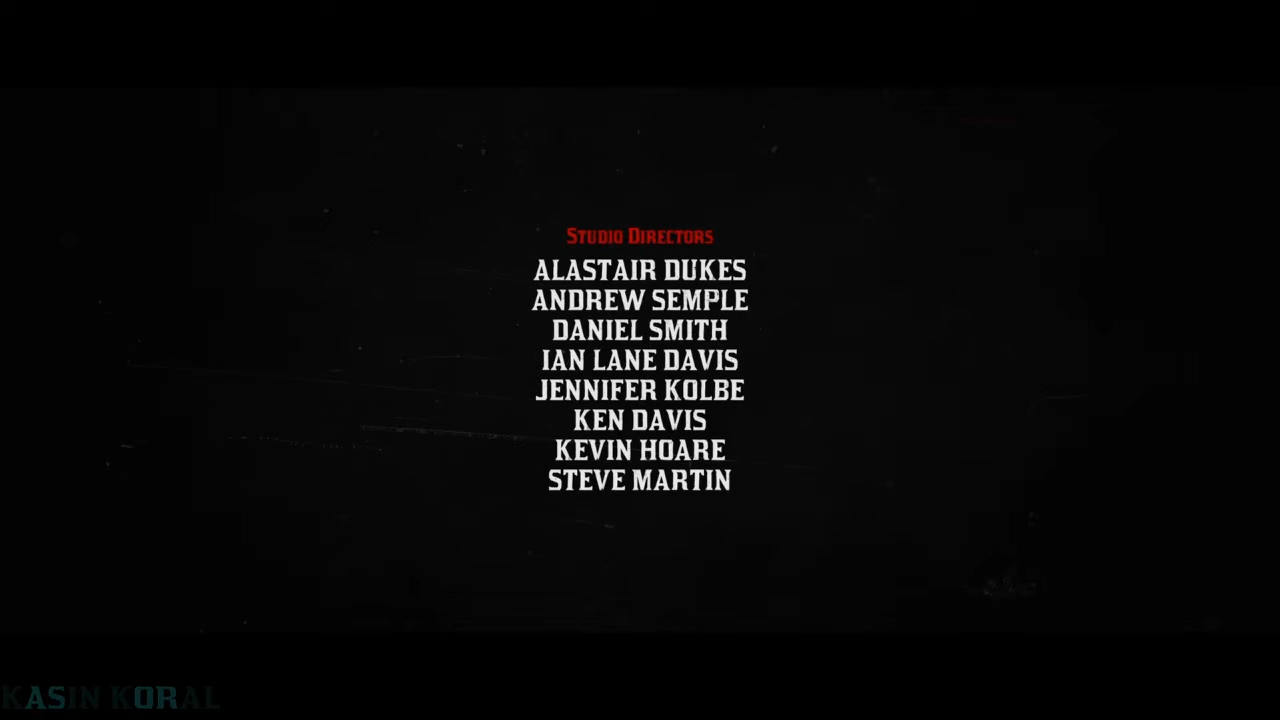 Studio Directors
ALASTAIR DUKES
ANDREW SEMPLE
DANIEL SMITH
IAN LANE DAVIS
JENNIFER KOLBE
KEN DAVIS
KEVIN HOARE
STEVE MARTIN
KASIN KORAL